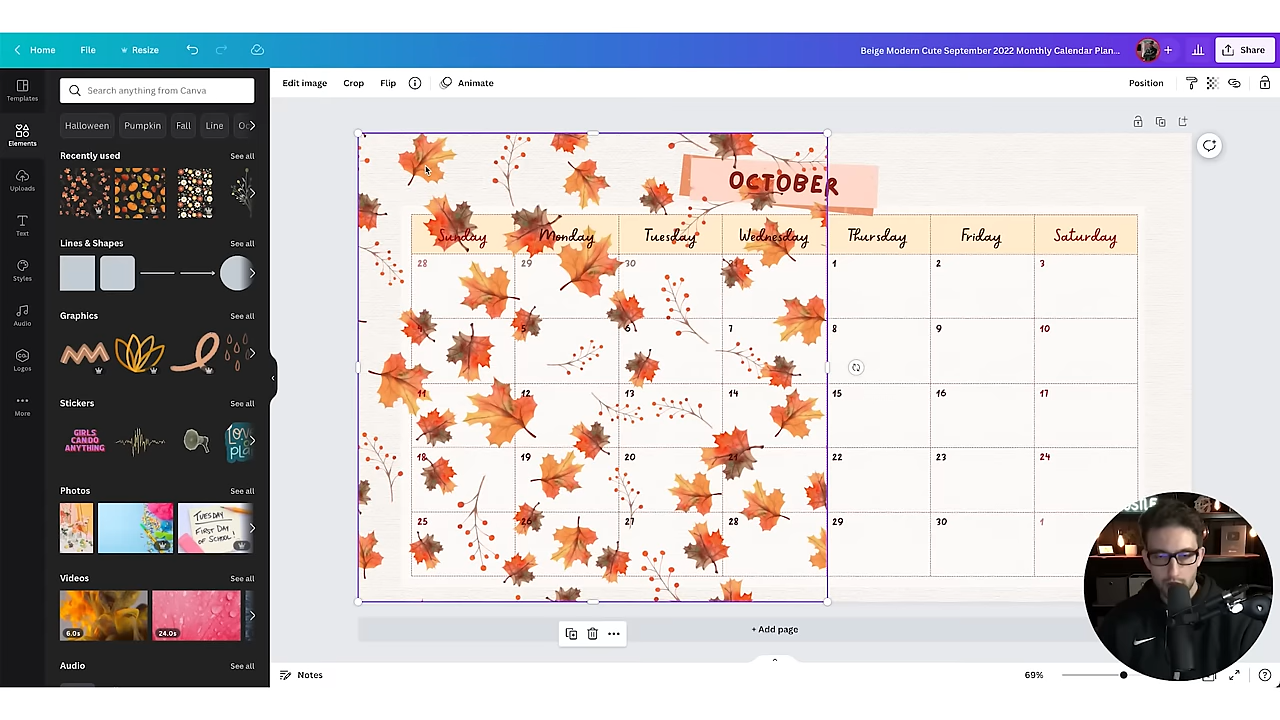 Home File Resize Beige Modern Cute September 2022 Monthly Calendar Plan... + Share
Templates
Elements
Uploads
Text
Styles
Audio
Logos
More
Search anything from Canva
Halloween Pumpkin Fall Line
Recently used See all
Lines & Shapes See all
Graphics See all
Stickers See all
GIRLS CAN DO ANYTHING
Photos See all
TUESDAY
FIRST DAY
OF SCHOOL!
Videos See all
6.0s 24.0s
Audio See all
Edit image Crop Flip Animate Position
OCTOBER
Sunday Monday Tuesday Wednesday Thursday Friday Saturday
28 29 30 1 2 3
5 6 7 8 9 10
11 12 13 14 15 16 17
18 19 20 21 22 23 24
25 26 27 28 29 30 1
+ Add page
Notes 69%